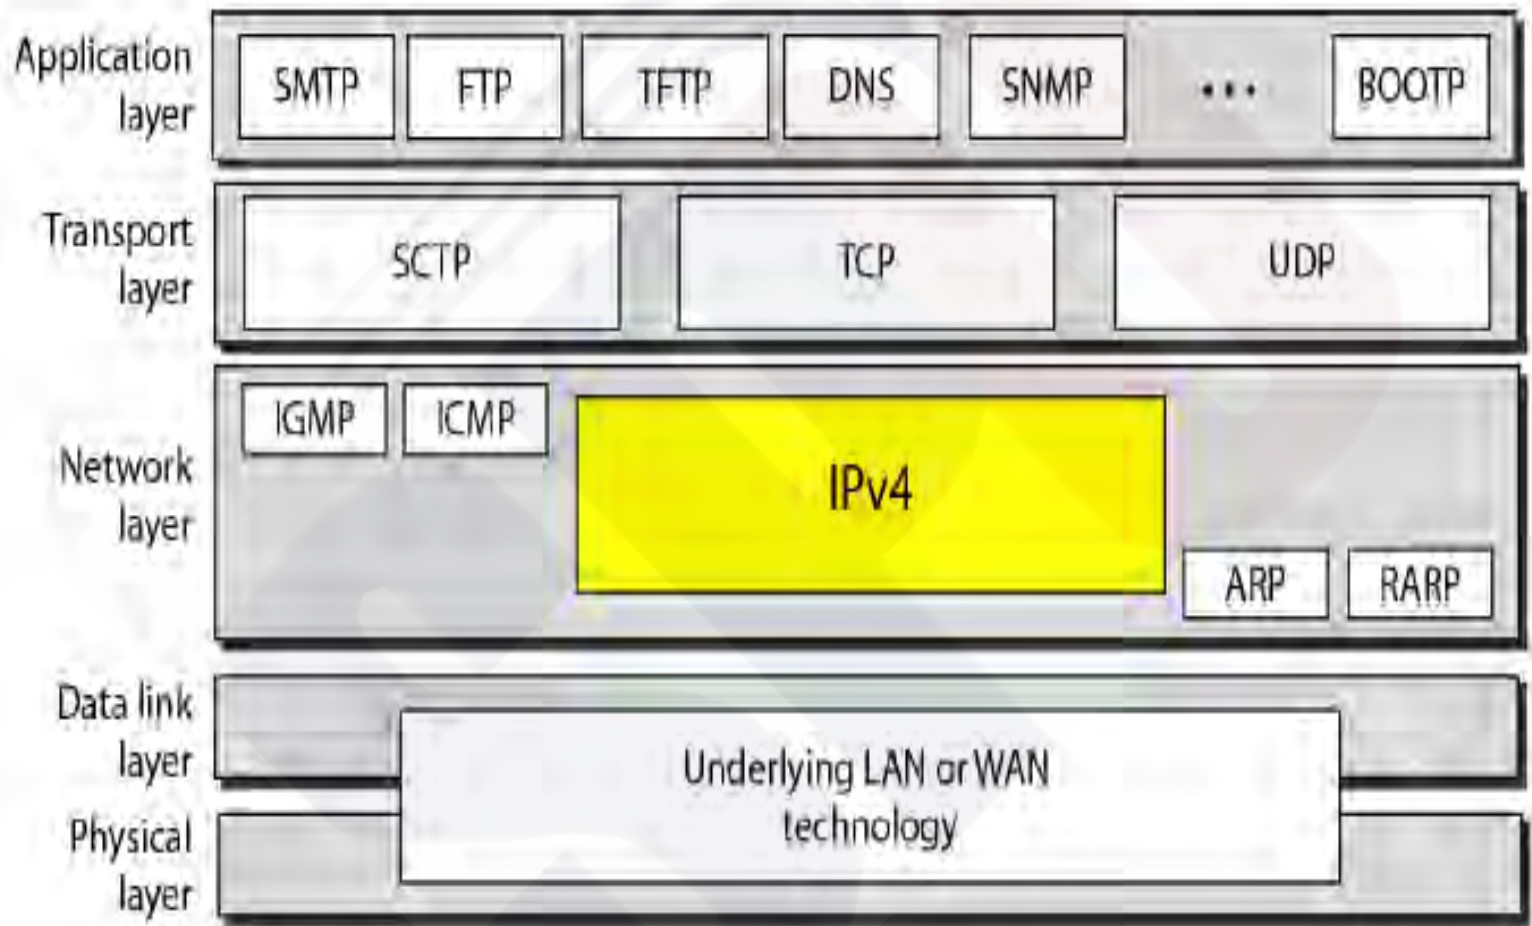 Application
layer
SMTP
FTP
TFTP
DNS
SNMP
...
BOOTP
Transport
layer
SCTP
TCP
UDP
Network
layer
IGMP
ICMP
IPv4
ARP
RARP
Data link
layer
Underlying LAN or WAN
technology
Physical
layer